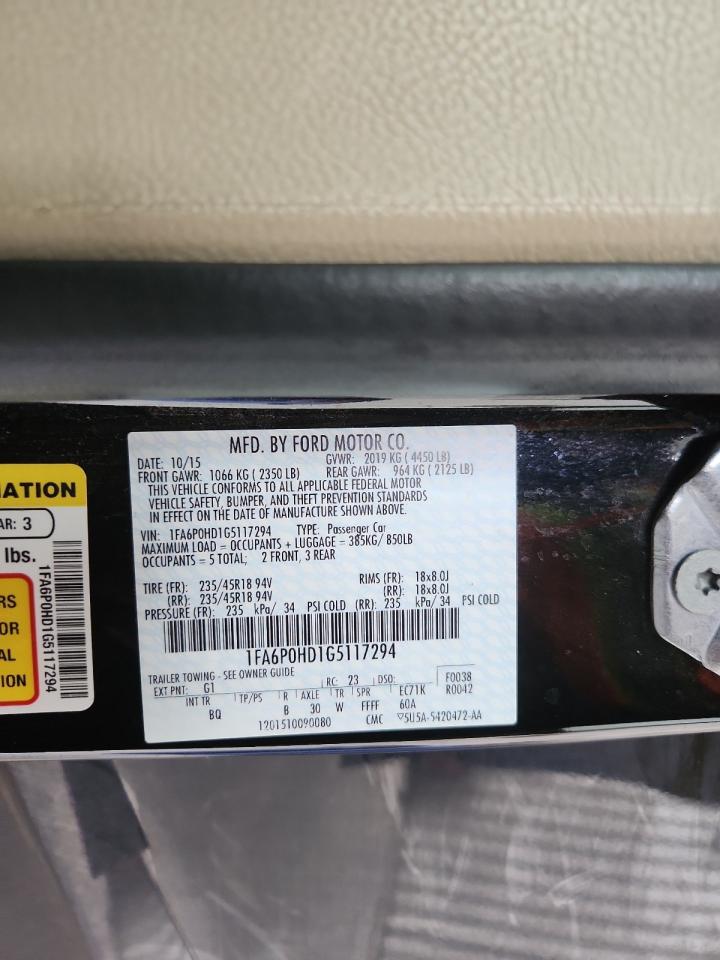 MFD. BY FORD MOTOR CO.
DATE: 10/15 GVWR: 2019 KG ( 4450 LB)
FRONT GAWR: 1066 KG ( 2350 LB) REAR GAWR: 964 KG ( 2125 LB)
THIS VEHICLE CONFORMS TO ALL APPLICABLE FEDERAL MOTOR
VEHICLE SAFETY, BUMPER, AND THEFT PREVENTION STANDARDS
IN EFFECT ON THE DATE OF MANUFACTURE SHOWN ABOVE.
VIN: 1FA6P0HD1G5117294 TYPE: Passenger Car
MAXIMUM LOAD = OCCUPANTS + LUGGAGE = 385KG/ 850LB
OCCUPANTS = 5 TOTAL; 2 FRONT, 3 REAR
TIRE (FR): 235/45R18 94V RIMS (FR): 18x8.0J
(RR): 235/45R18 94V (RR): 18x8.0J
PRESSURE (FR): 235 kPa/ 34 PSI COLD (RR): 235 kPa/ 34 PSI COLD
1FA6P0HD1G5117294
TRAILER TOWING - SEE OWNER GUIDE
EXT PNT: G1 RC: 23 DSO: F0038
INT TR TP/PS R AXLE TR SPR EC71K R0042
BQ B 30 W FFFF 60A
1201510090080 CMC ▽5U5A-5420472-AA
MATION
AR: 3
lbs.
RS
OR
AL
ION
1FA6P0HD1G5117294